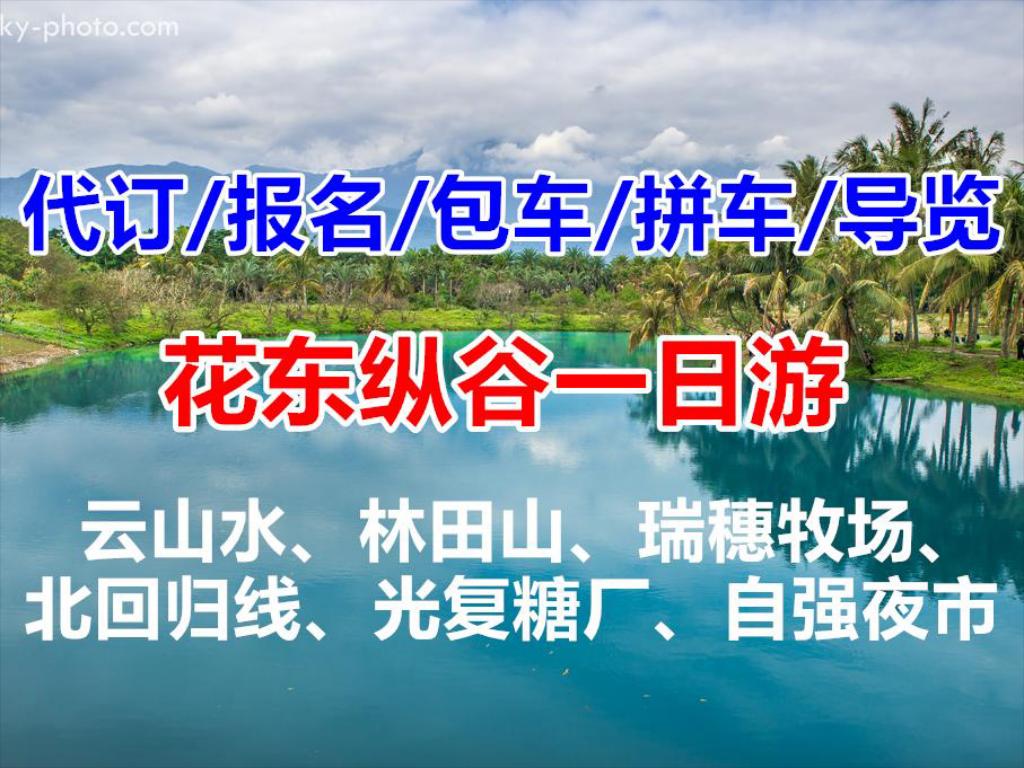 ky-photo.com
代订/报名/包车/拼车/导览
花东纵谷一日游
云山水、林田山、瑞穗牧场、
北回归线、光复糖厂、自强夜市